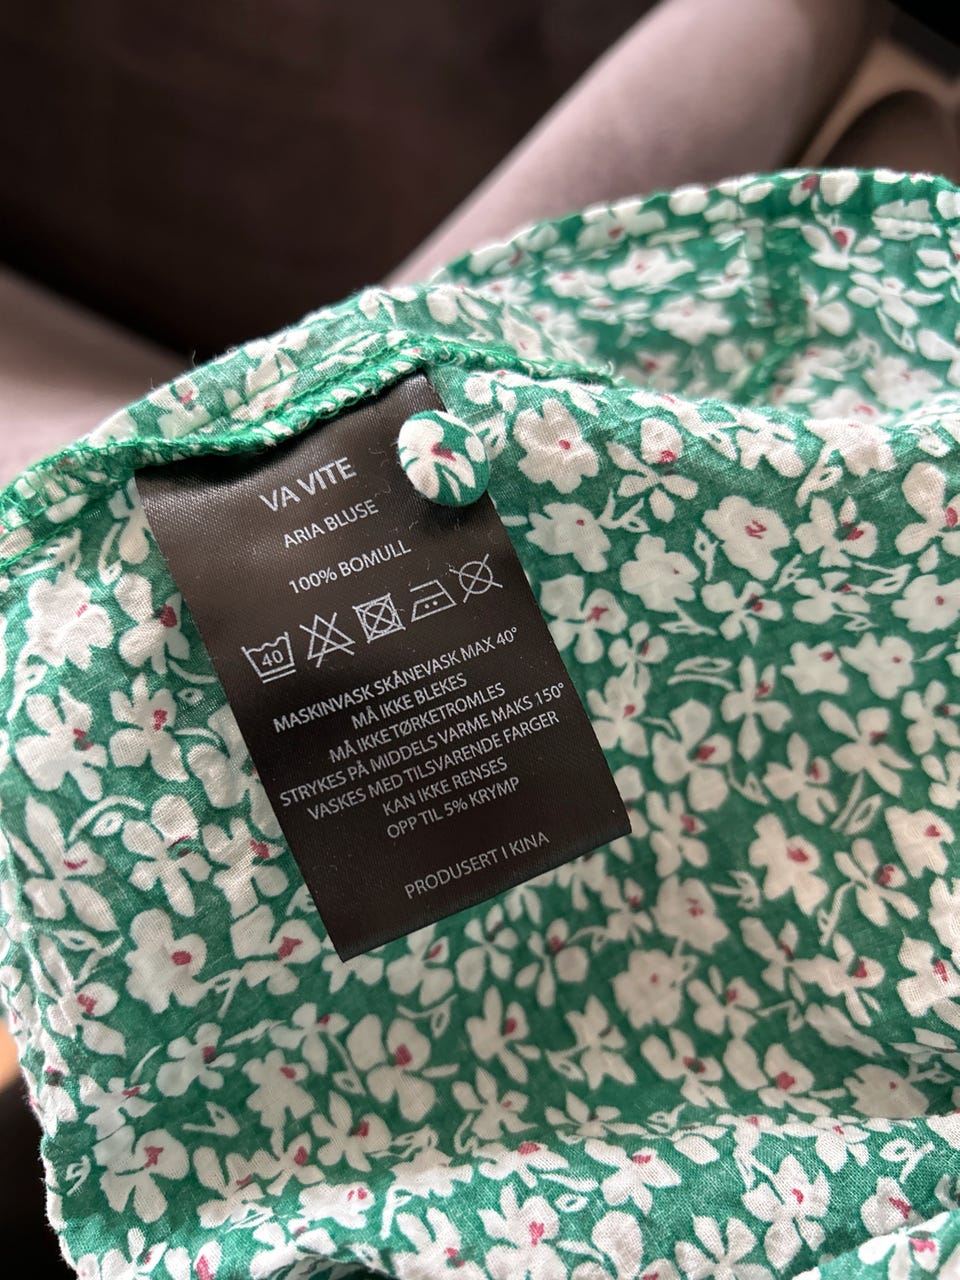 VA VITE
ARIA BLUSE
100% BOMULL
40
MASKINVASK SKÅNEVASK MAX 40°
MÅ IKKE BLEKES
MÅ IKKE TØRKETROMLES
STRYKES PÅ MIDDELS VARME MAKS 150°
VASKES MED TILSVARENDE FARGER
KAN IKKE RENSES
OPP TIL 5% KRYMP
PRODUSERT I KINA